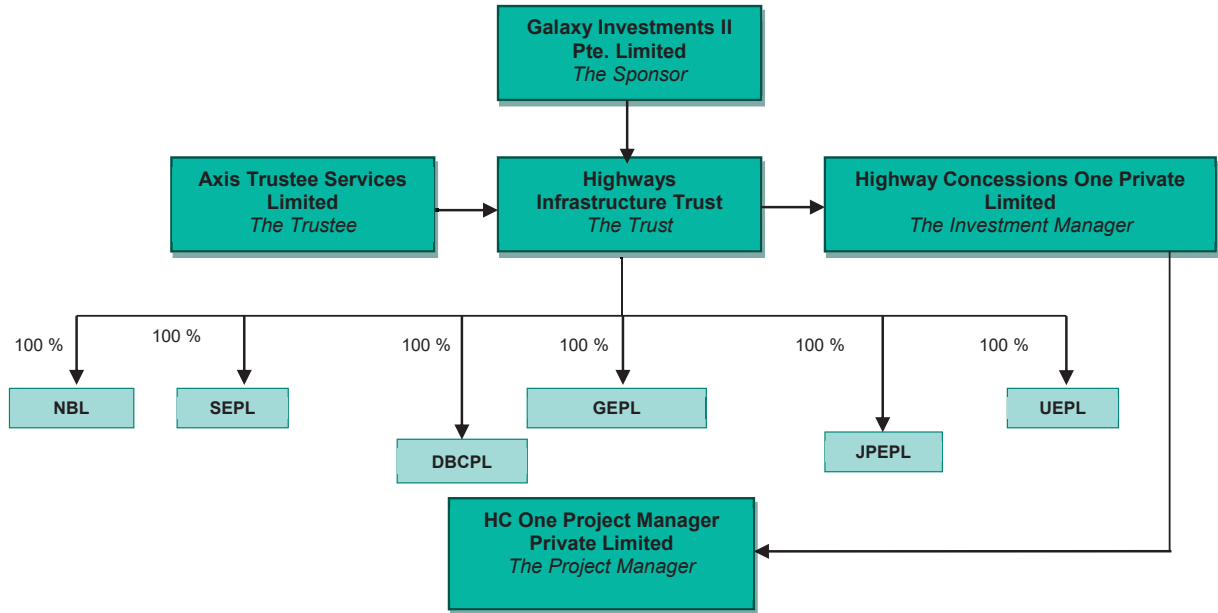 Galaxy Investments II
Pte. Limited
The Sponsor
Axis Trustee Services
Limited
The Trustee
Highways
Infrastructure Trust
The Trust
Highway Concessions One Private
Limited
The Investment Manager
100 %
100 %
100 %
100 %
100 %
100 %
NBL
SEPL
GEPL
UEPL
DBCPL
JPEPL
HC One Project Manager
Private Limited
The Project Manager